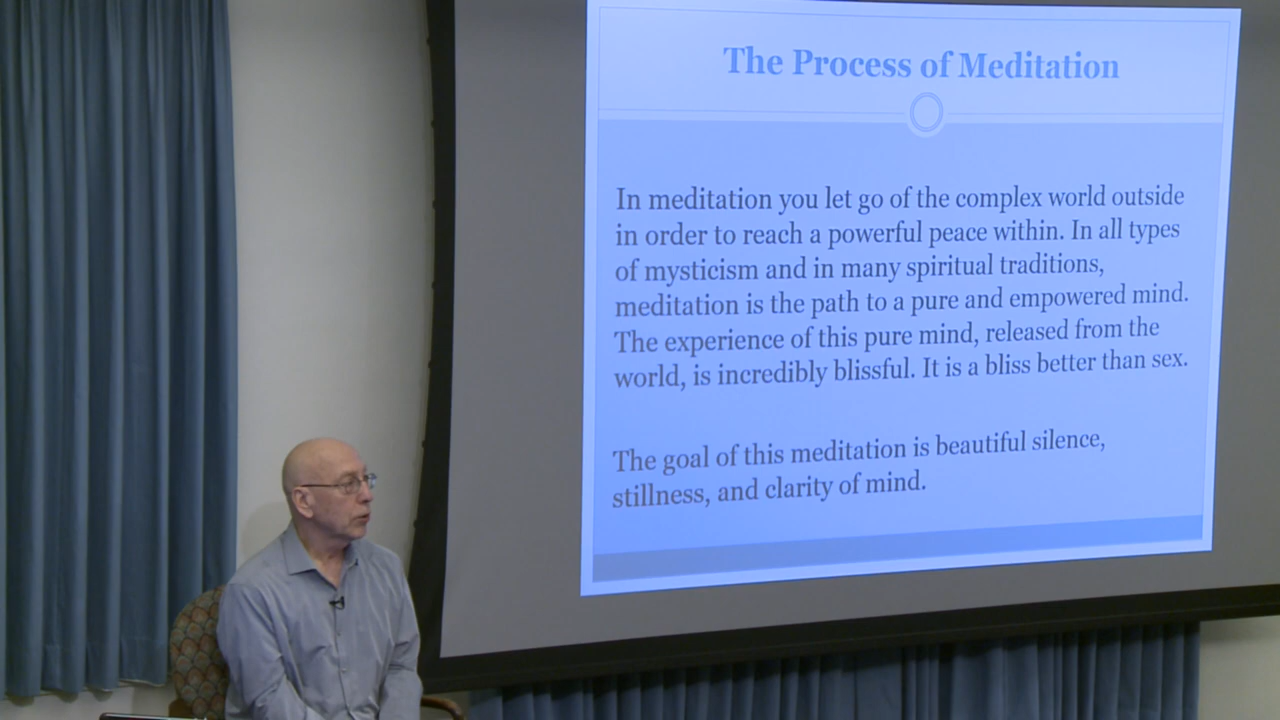 The Process of Meditation
In meditation you let go of the complex world outside
in order to reach a powerful peace within. In all types
of mysticism and in many spiritual traditions,
meditation is the path to a pure and empowered mind.
The experience of this pure mind, released from the
world, is incredibly blissful. It is a bliss better than sex.
The goal of this meditation is beautiful silence,
stillness, and clarity of mind.